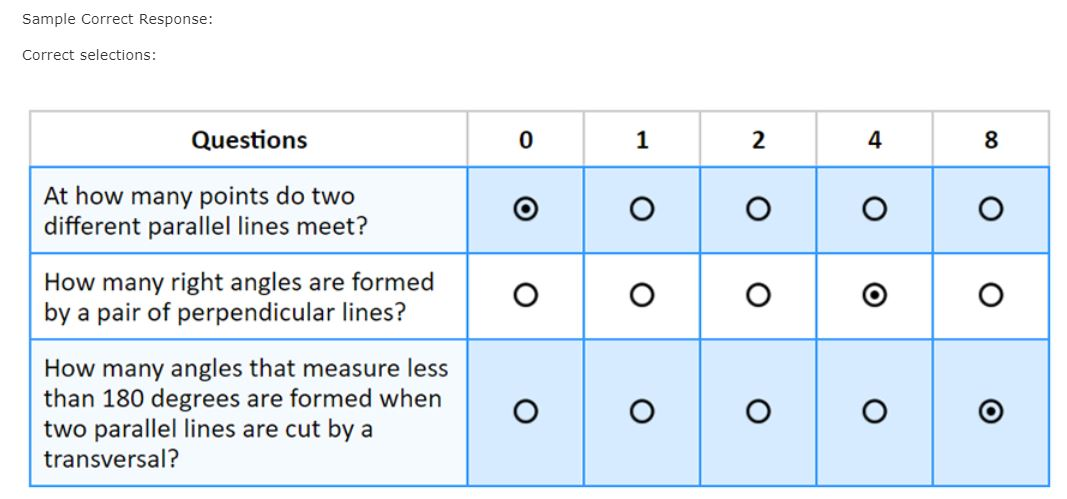 Sample Correct Response:
Correct selections:
Questions 0 1 2 4 8
At how many points do two
different parallel lines meet?
How many right angles are formed
by a pair of perpendicular lines?
How many angles that measure less
than 180 degrees are formed when
two parallel lines are cut by a
transversal?